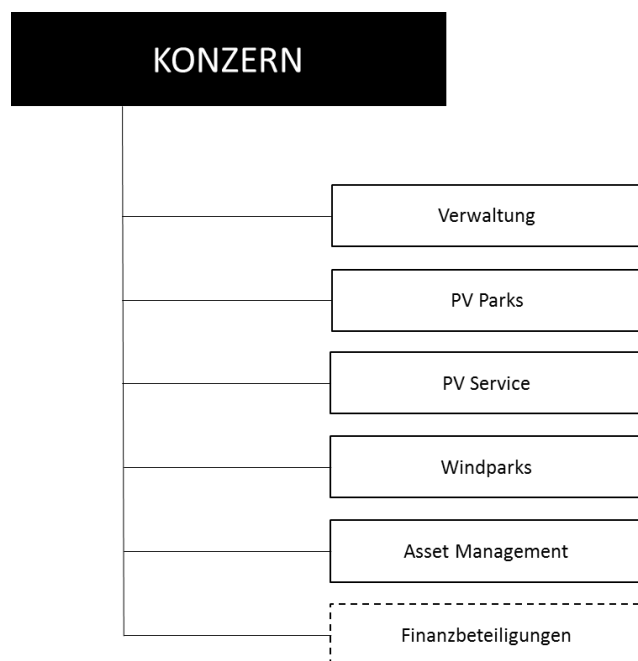 KONZERN
Verwaltung
PV Parks
PV Service
Windparks
Asset Management
Finanzbeteiligungen